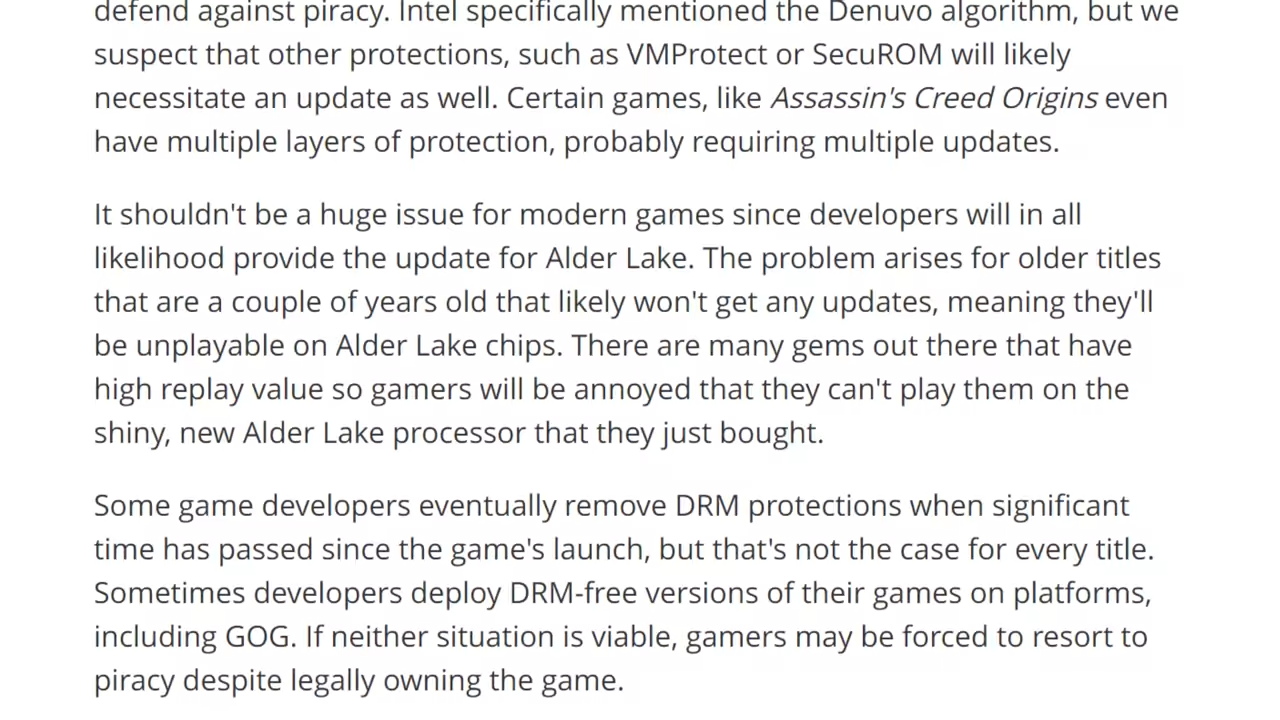 defend against piracy. Intel specifically mentioned the Denuvo algorithm, but we
suspect that other protections, such as VMProtect or SecuROM will likely
necessitate an update as well. Certain games, like Assassin's Creed Origins even
have multiple layers of protection, probably requiring multiple updates.
It shouldn't be a huge issue for modern games since developers will in all
likelihood provide the update for Alder Lake. The problem arises for older titles
that are a couple of years old that likely won't get any updates, meaning they'll
be unplayable on Alder Lake chips. There are many gems out there that have
high replay value so gamers will be annoyed that they can't play them on the
shiny, new Alder Lake processor that they just bought.
Some game developers eventually remove DRM protections when significant
time has passed since the game's launch, but that's not the case for every title.
Sometimes developers deploy DRM-free versions of their games on platforms,
including GOG. If neither situation is viable, gamers may be forced to resort to
piracy despite legally owning the game.